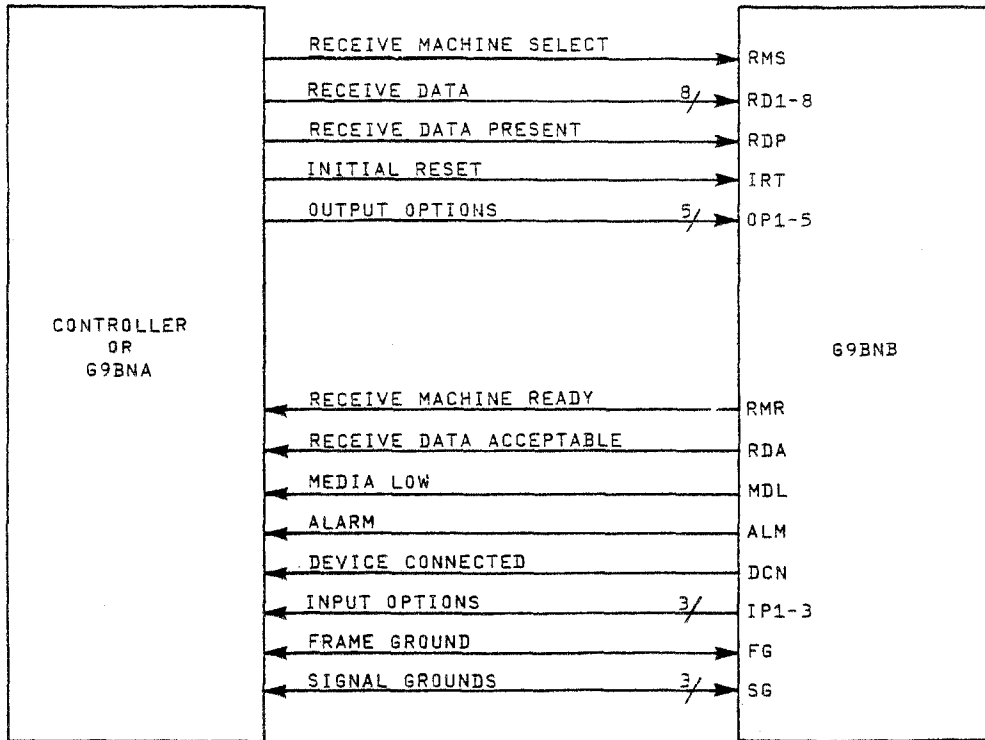 RECEIVE MACHINE SELECT RMS
RECEIVE DATA 8/ RD1-8
RECEIVE DATA PRESENT RDP
INITIAL RESET IRT
OUTPUT OPTIONS 5/ OP1-5
CONTROLLER
OR
G9BNA
G9BNB
RECEIVE MACHINE READY RMR
RECEIVE DATA ACCEPTABLE RDA
MEDIA LOW MDL
ALARM ALM
DEVICE CONNECTED DCN
INPUT OPTIONS 3/ IP1-3
FRAME GROUND FG
SIGNAL GROUNDS 3/ SG